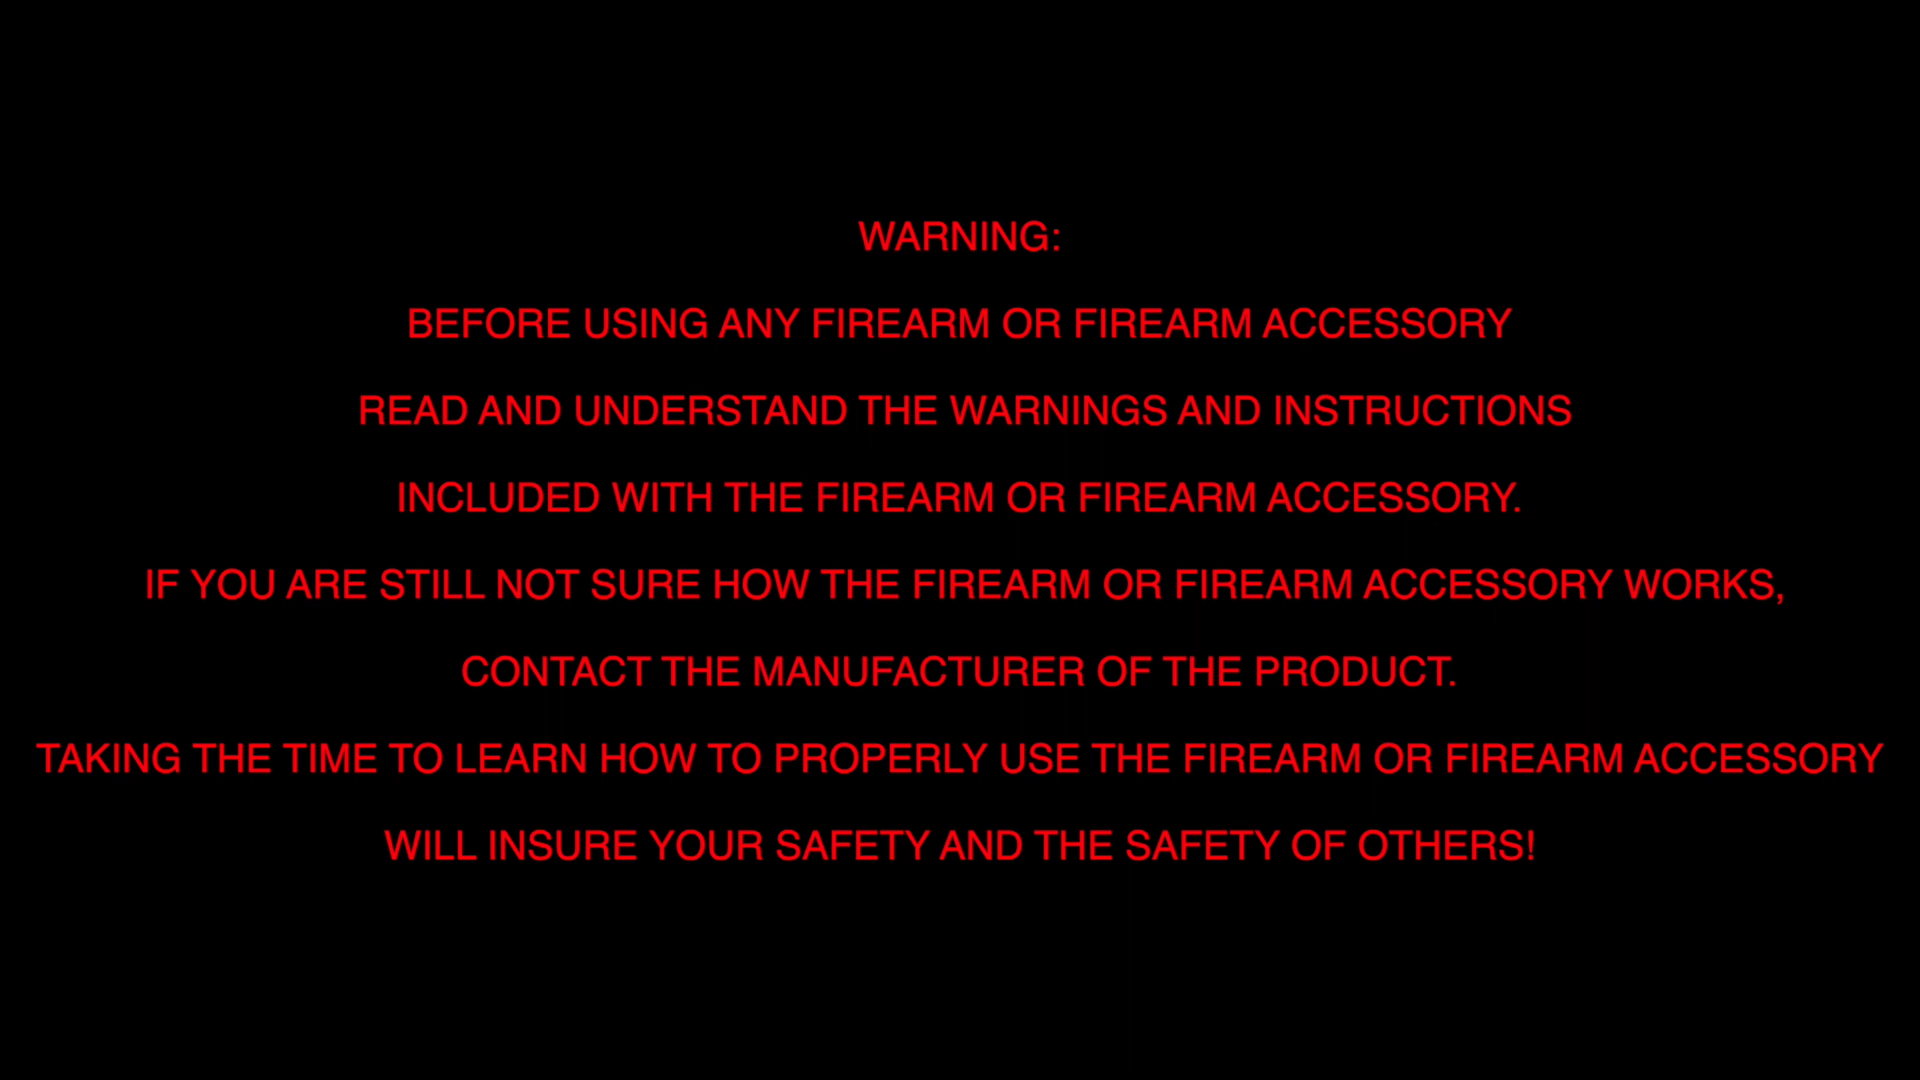 WARNING:
BEFORE USING ANY FIREARM OR FIREARM ACCESSORY
READ AND UNDERSTAND THE WARNINGS AND INSTRUCTIONS
INCLUDED WITH THE FIREARM OR FIREARM ACCESSORY.
IF YOU ARE STILL NOT SURE HOW THE FIREARM OR FIREARM ACCESSORY WORKS,
CONTACT THE MANUFACTURER OF THE PRODUCT.
TAKING THE TIME TO LEARN HOW TO PROPERLY USE THE FIREARM OR FIREARM ACCESSORY
WILL INSURE YOUR SAFETY AND THE SAFETY OF OTHERS!